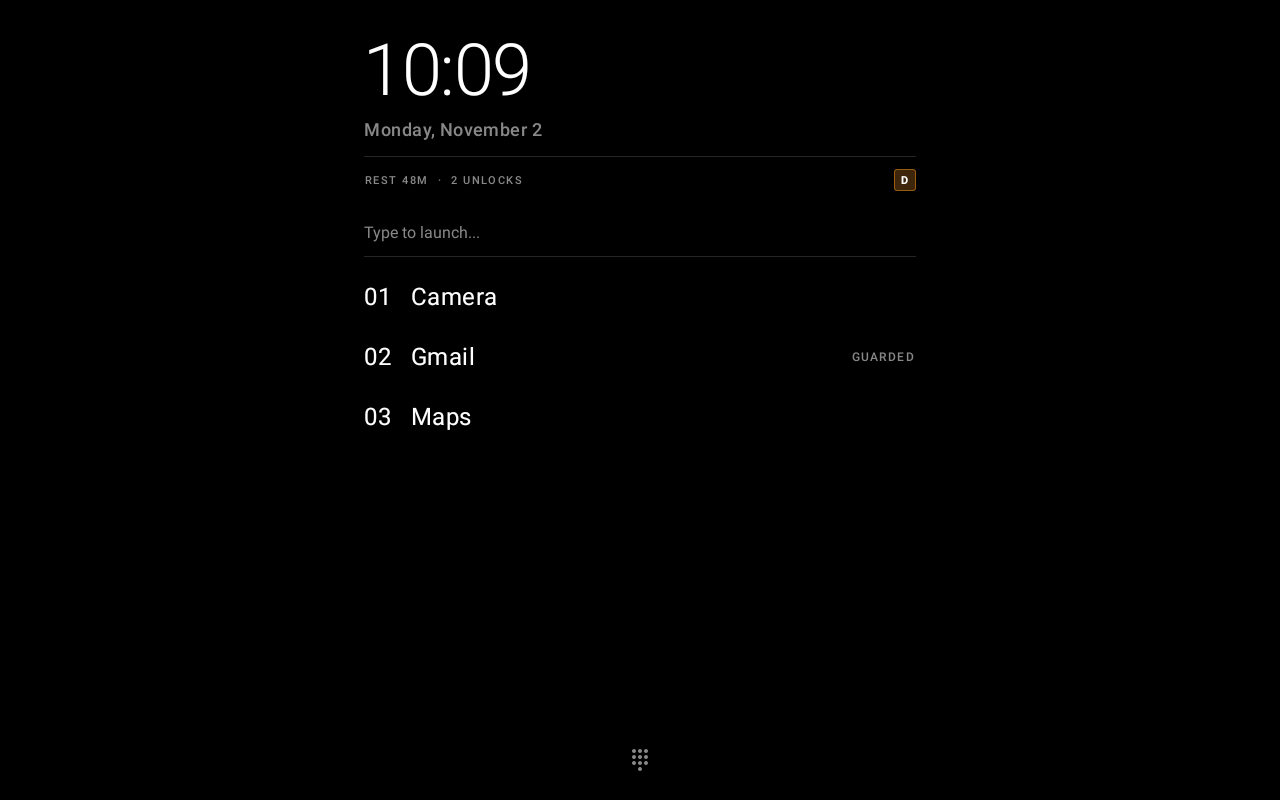 10:09
Monday, November 2
REST 48M · 2 UNLOCKS D
Type to launch...
01 Camera
02 Gmail GUARDED
03 Maps